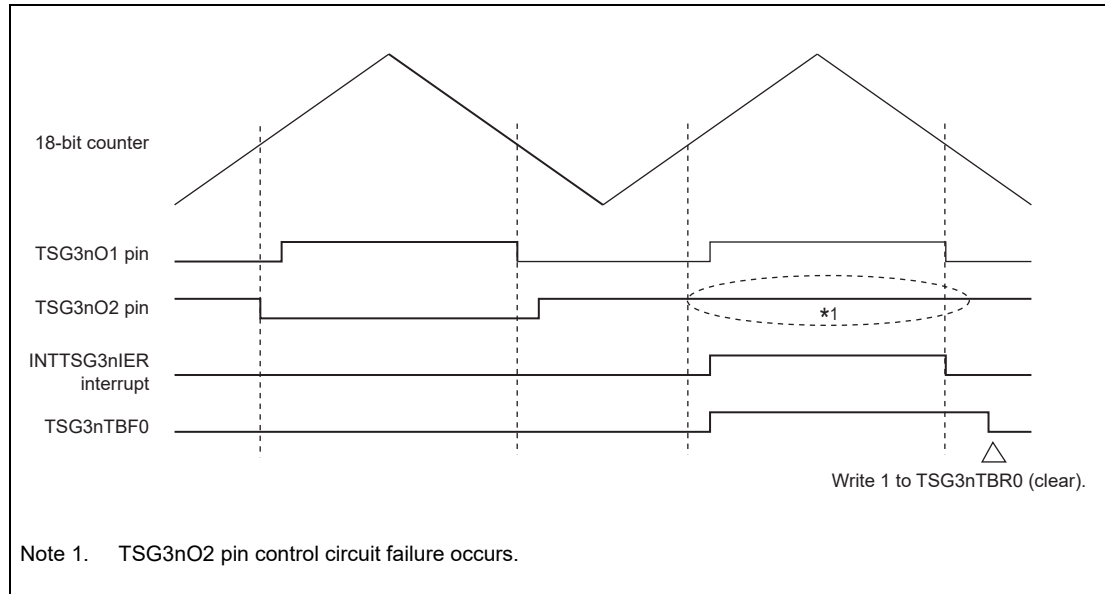 18-bit counter
TSG3nO1 pin
TSG3nO2 pin
*1
INTTSG3nIER
interrupt
TSG3nTBF0
Write 1 to TSG3nTBR0 (clear).
Note 1. TSG3nO2 pin control circuit failure occurs.